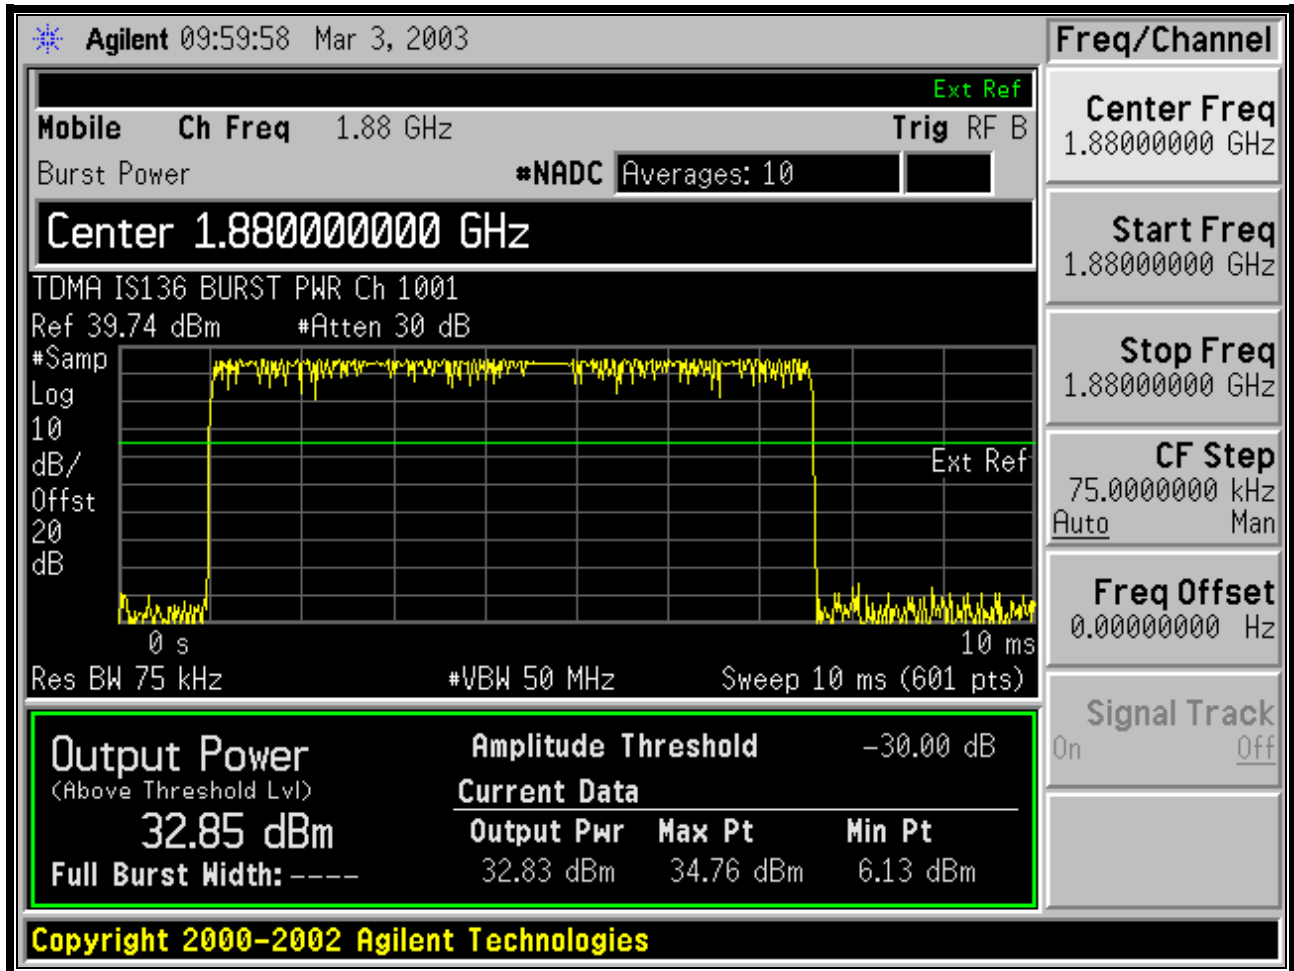 Agilent 09:59:58 Mar 3, 2003
Freq/Channel
Ext Ref
Mobile Ch Freq 1.88 GHz Trig RF B
Burst Power #NADC Averages: 10
Center 1.880000000 GHz
TDMA IS136 BURST PWR Ch 1001
Ref 39.74 dBm #Atten 30 dB
#Samp
Log
10
dB/
Offst
20
dB
Ext Ref
0 s 10 ms
Res BW 75 kHz #VBW 50 MHz Sweep 10 ms (601 pts)
Output Power
(Above Threshold Lvl)
32.85 dBm
Full Burst Width: ----
Amplitude Threshold -30.00 dB
Current Data
Output Pwr Max Pt Min Pt
32.83 dBm 34.76 dBm 6.13 dBm
Center Freq
1.88000000 GHz
Start Freq
1.88000000 GHz
Stop Freq
1.88000000 GHz
CF Step
75.0000000 kHz
Auto Man
Freq Offset
0.00000000 Hz
Signal Track
On Off
Copyright 2000-2002 Agilent Technologies